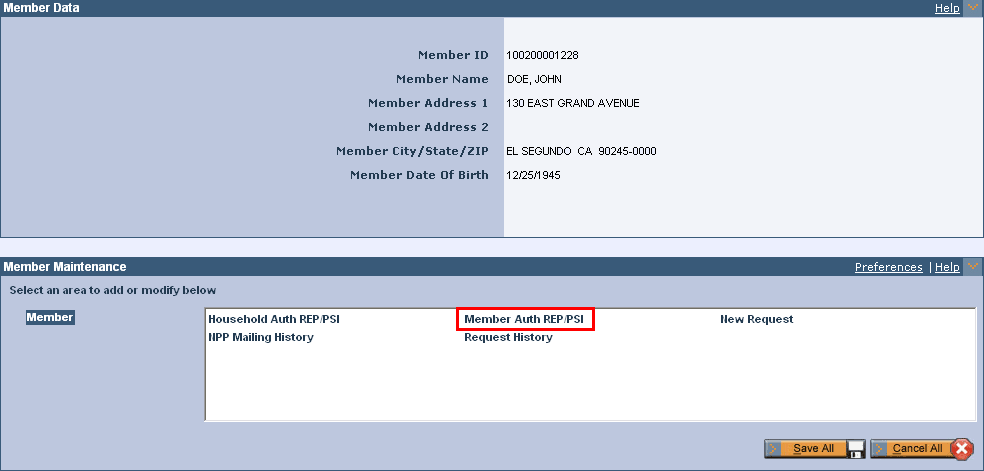 Member Data Help
Member ID 100200001228
Member Name DOE, JOHN
Member Address 1 130 EAST GRAND AVENUE
Member Address 2
Member City/State/ZIP EL SEGUNDO CA 90245-0000
Member Date Of Birth 12/25/1945
Member Maintenance Preferences | Help
Select an area to add or modify below
Member Household Auth REP/PSI Member Auth REP/PSI New Request
NPP Mailing History Request History
Save All Cancel All